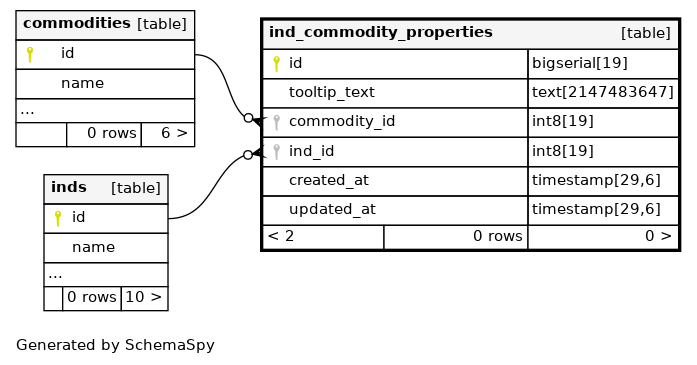 commodities [table]
id
name
...
0 rows 6 >
inds [table]
id
name
...
0 rows 10 >
ind_commodity_properties [table]
id bigserial[19]
tooltip_text text[2147483647]
commodity_id int8[19]
ind_id int8[19]
created_at timestamp[29,6]
updated_at timestamp[29,6]
< 2 0 rows 0 >
Generated by SchemaSpy